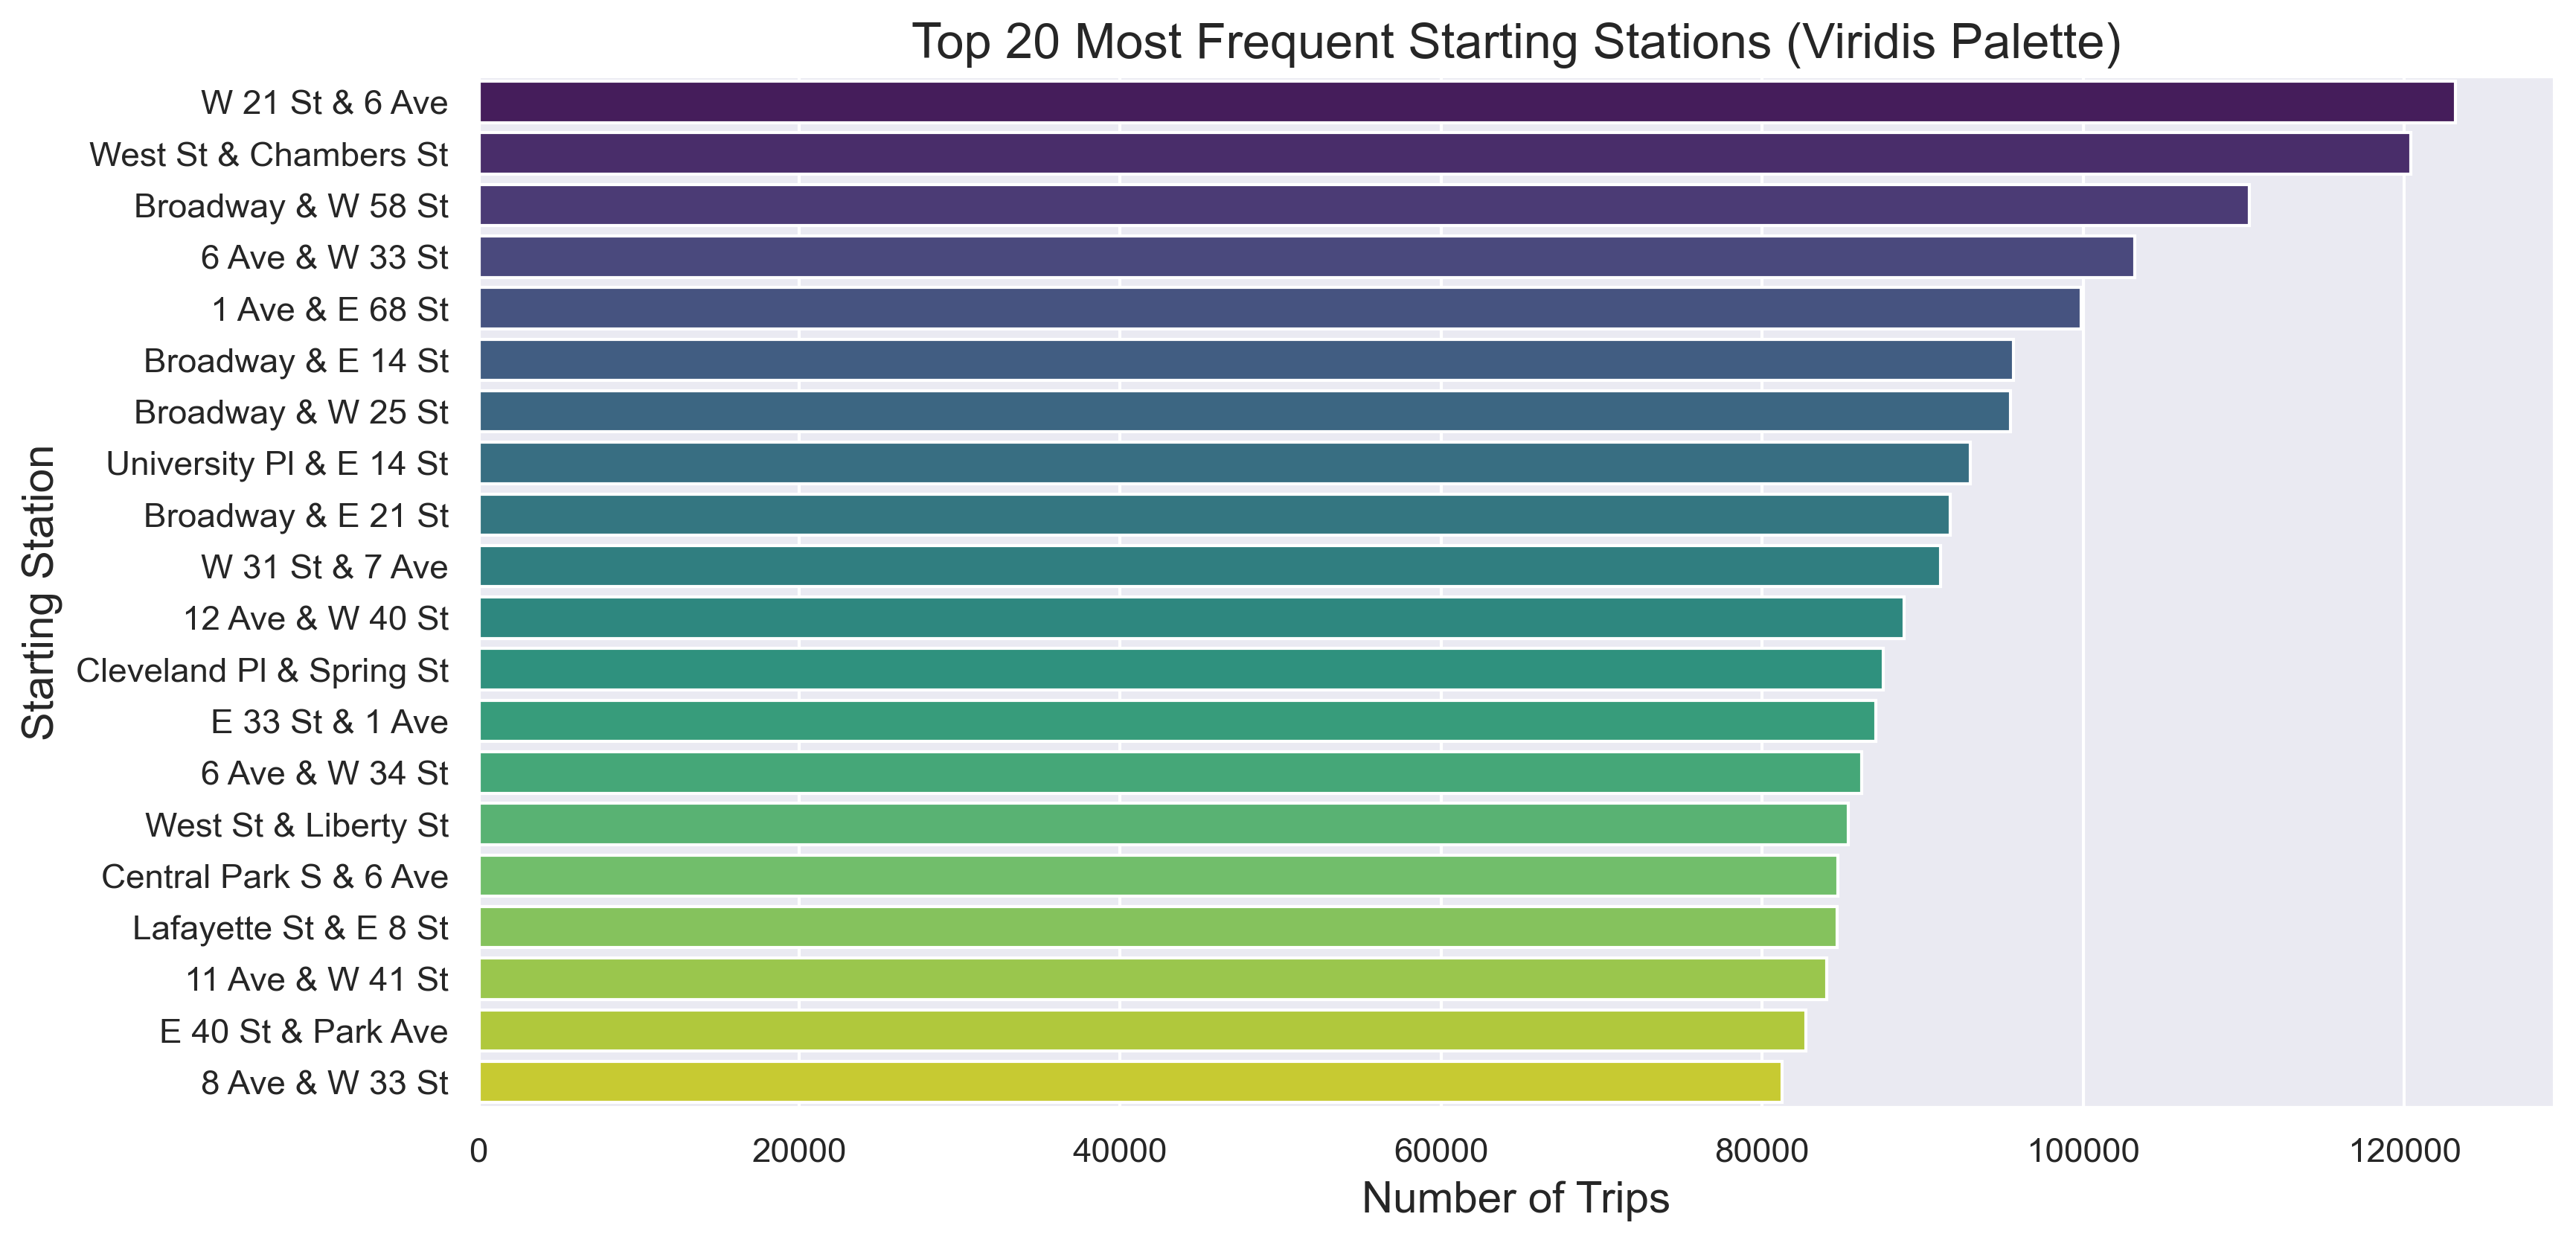 Top 20 Most Frequent Starting Stations (Viridis Palette)
Starting Station
W 21 St & 6 Ave
West St & Chambers St
Broadway & W 58 St
6 Ave & W 33 St
1 Ave & E 68 St
Broadway & E 14 St
Broadway & W 25 St
University Pl & E 14 St
Broadway & E 21 St
W 31 St & 7 Ave
12 Ave & W 40 St
Cleveland Pl & Spring St
E 33 St & 1 Ave
6 Ave & W 34 St
West St & Liberty St
Central Park S & 6 Ave
Lafayette St & E 8 St
11 Ave & W 41 St
E 40 St & Park Ave
8 Ave & W 33 St
0 20000 40000 60000 80000 100000 120000
Number of Trips